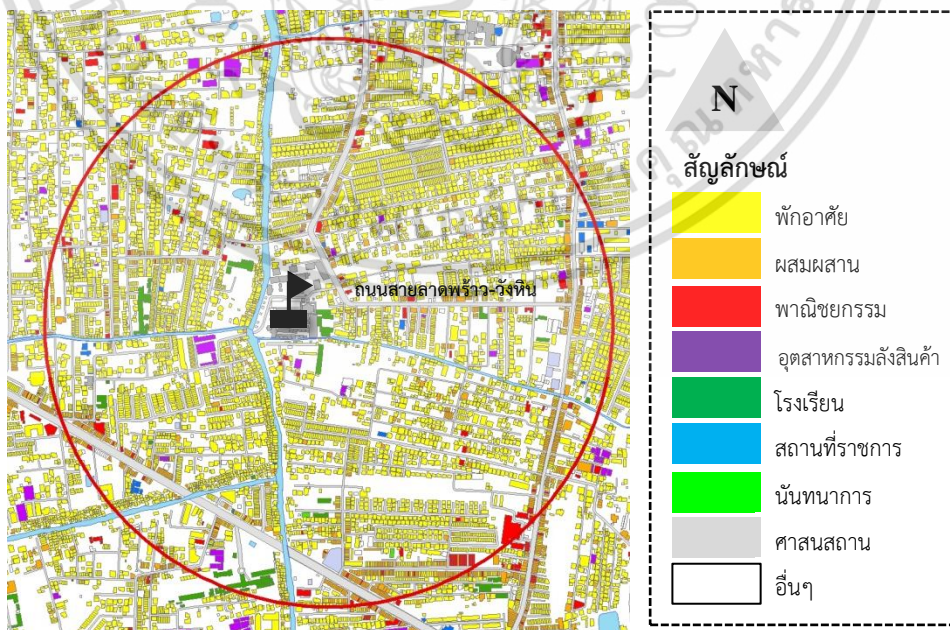 ถนนสายลาดพร้าว-วังหิน
N
สัญลักษณ์
พักอาศัย
ผสมผสาน
พาณิชยกรรม
อุตสาหกรรมลังสินค้า
โรงเรียน
สถานที่ราชการ
นันทนาการ
ศาสนสถาน
อื่นๆ